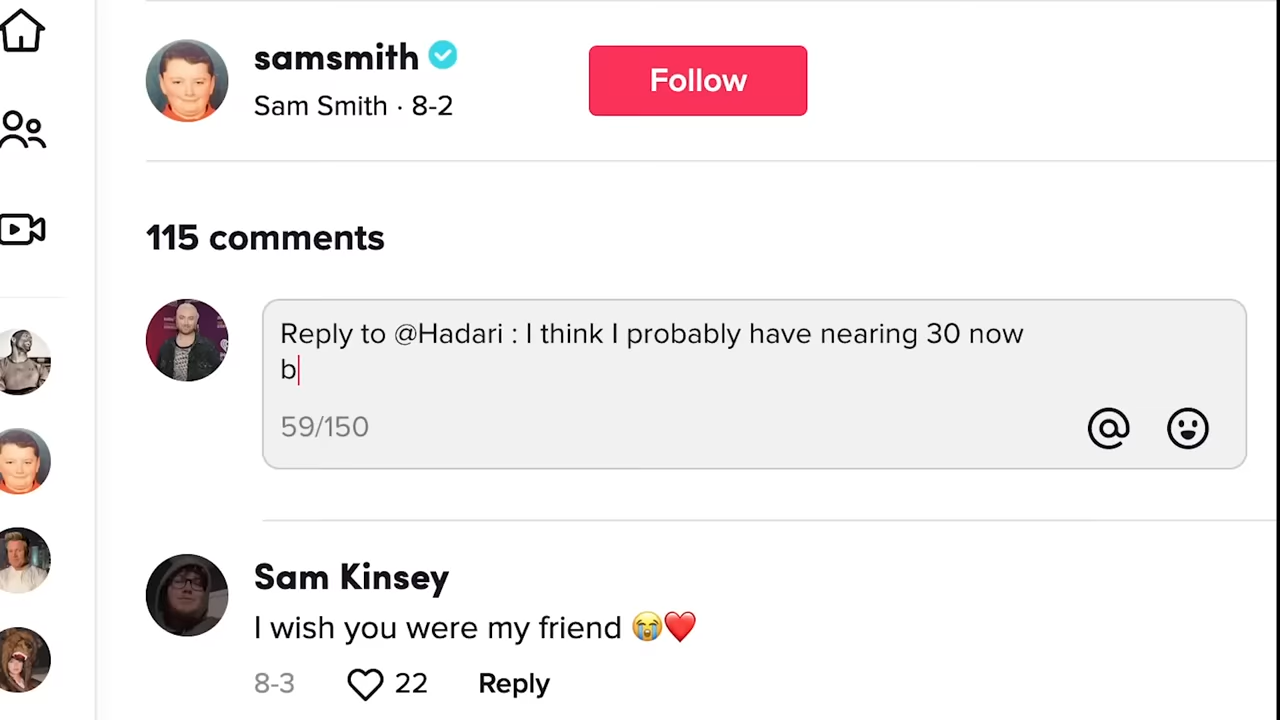 samsmith
Follow
Sam Smith · 8-2
115 comments
Reply to @Hadari : I think I probably have nearing 30 now
b
59/150
Sam Kinsey
I wish you were my friend 😭❤️
8-3 22 Reply